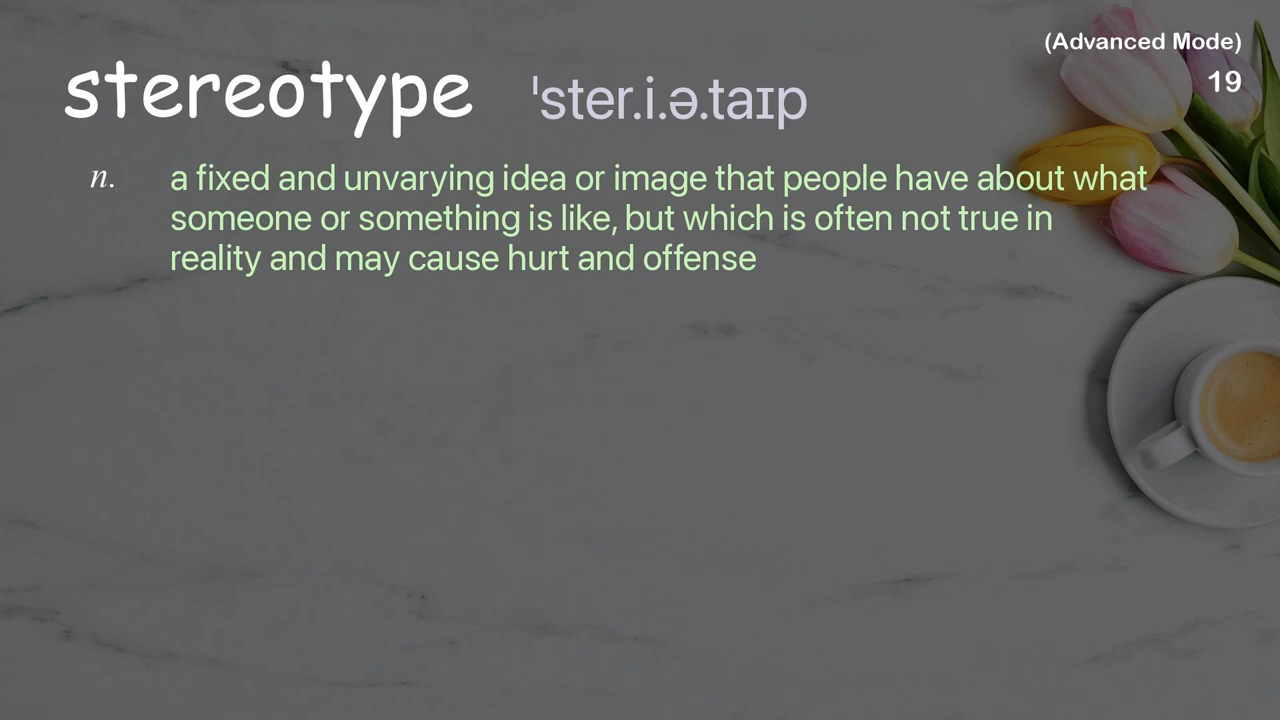 (Advanced Mode)
19
stereotype ˈster.i.ə.taɪp
n. a fixed and unvarying idea or image that people have about what
someone or something is like, but which is often not true in
reality and may cause hurt and offense